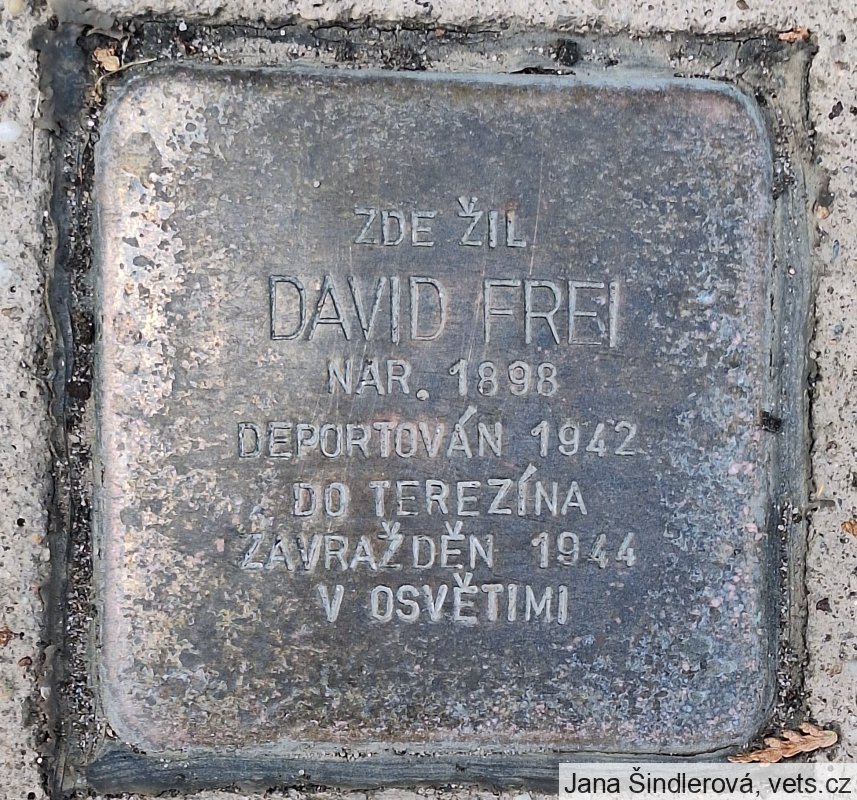 ZDE ŽIL
DAVID FREI
NAR. 1898
DEPORTOVÁN 1942
DO TEREZÍNA
ZAVRAŽDĚN 1944
V OSVĚTIMI
Jana Šindlerová, vets.cz